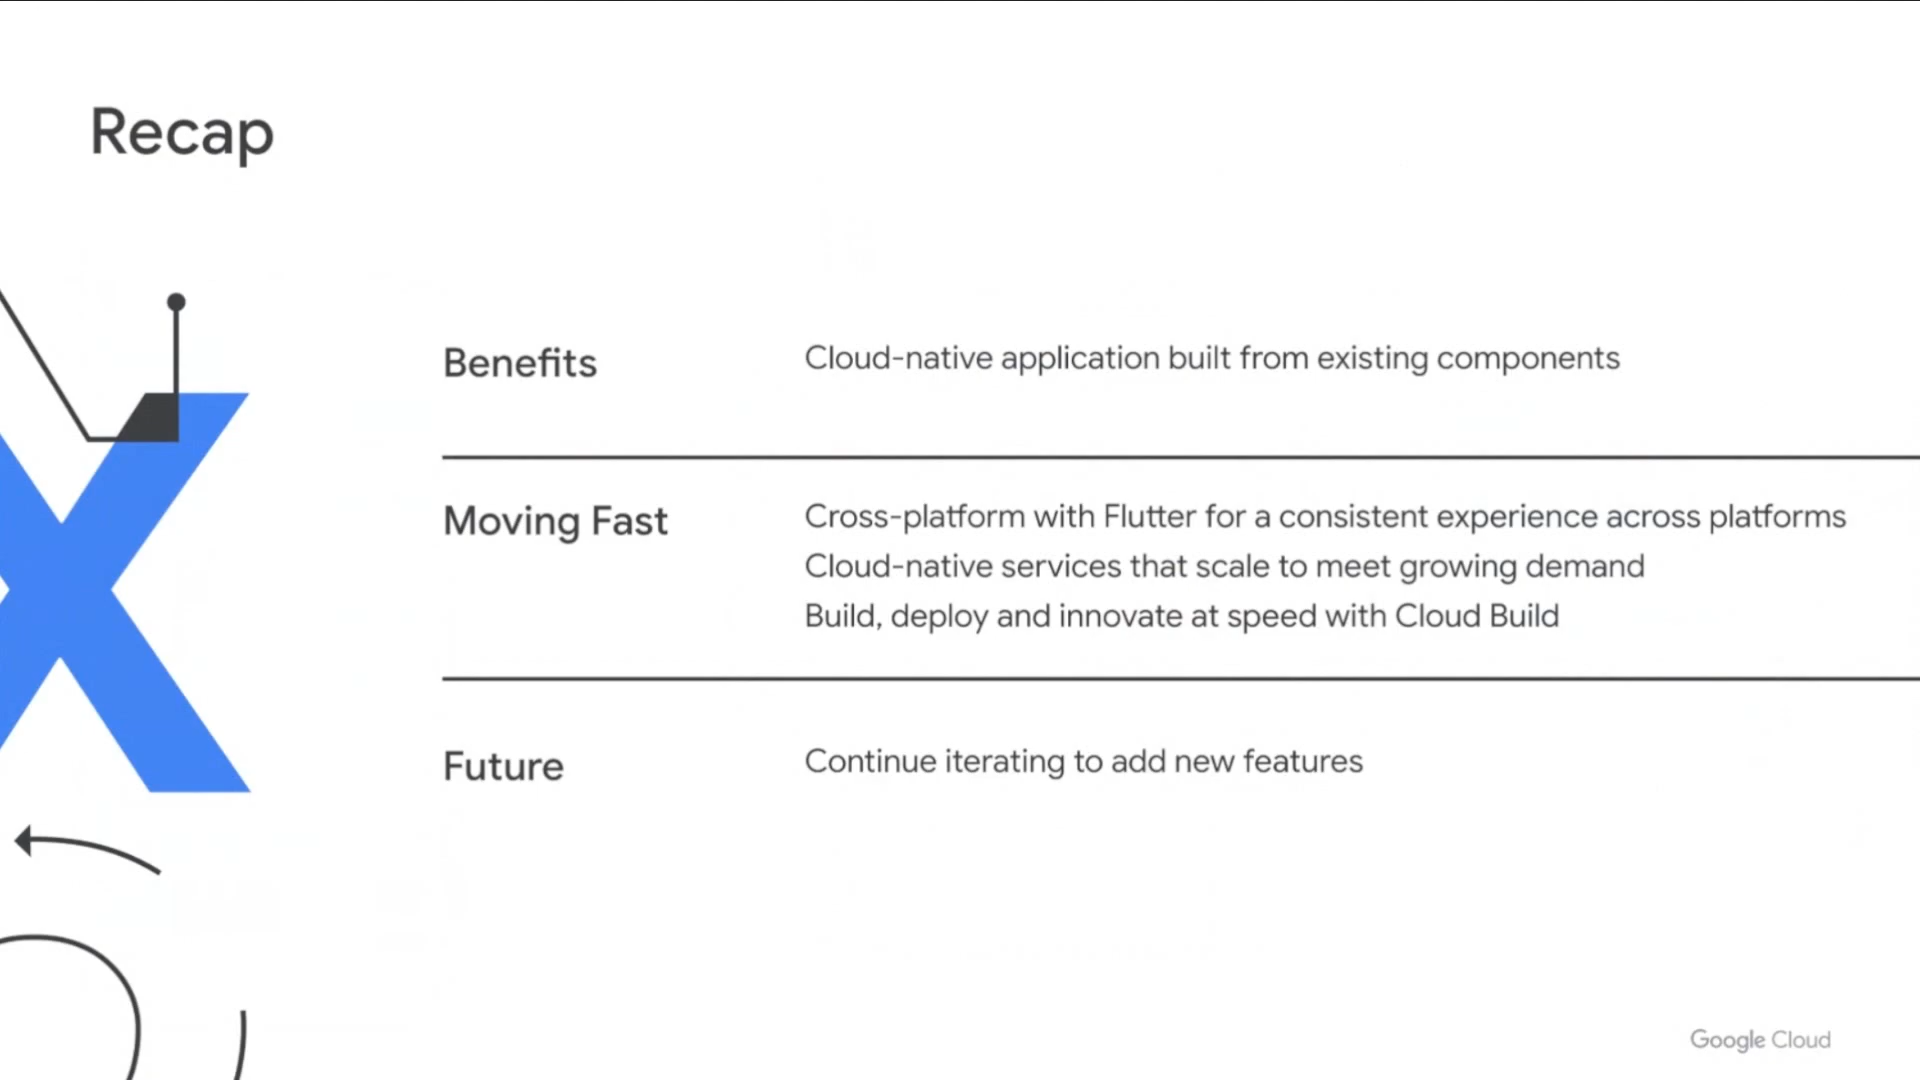 Recap
Benefits
Cloud-native application built from existing components
Moving Fast
Cross-platform with Flutter for a consistent experience across platforms
Cloud-native services that scale to meet growing demand
Build, deploy and innovate at speed with Cloud Build
Future
Continue iterating to add new features
Google Cloud